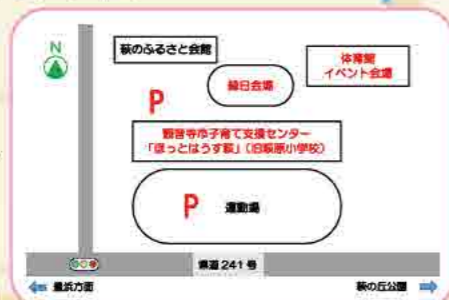 N
萩のふるさと会館
体育館
イベント会場
縁日会場
P
観音寺市子育て支援センター
「ほっとはうす萩」(旧萩原小学校)
P
運動場
県道241号
豊浜方面
萩の丘公園